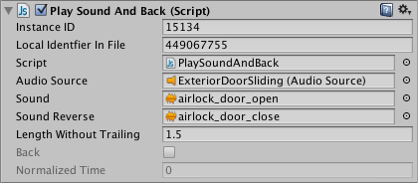 Play Sound And Back (Script)
Instance ID 15134
Local Identfier In File 449067755
Script PlaySoundAndBack
Audio Source ExteriorDoorSliding (Audio Source)
Sound airlock_door_open
Sound Reverse airlock_door_close
Length Without Trailing 1.5
Back
Normalized Time 0